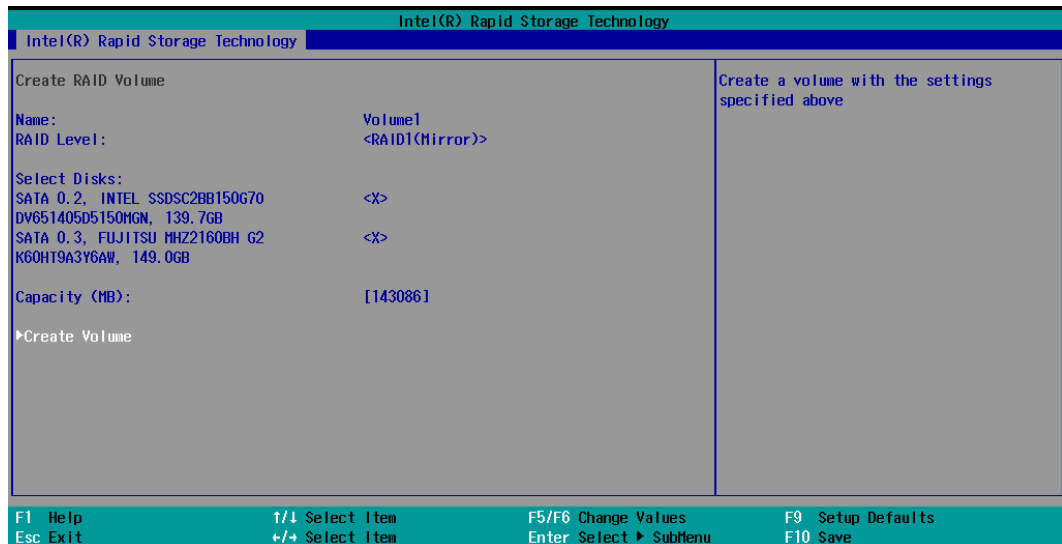 Intel(R) Rapid Storage Technology
Intel(R) Rapid Storage Technology
Create RAID Volume
Name: Volume1
RAID Level: <RAID1(Mirror)>
Select Disks:
SATA 0.2, INTEL SSDSC2BB150G70 <X>
DV651405D5150MGN, 139.7GB
SATA 0.3, FUJITSU MHZ2160BH G2 <X>
K60HT9A3Y6AW, 149.0GB
Capacity (MB): [143086]
▶Create Volume
Create a volume with the settings
specified above
F1 Help ↑/↓ Select Item F5/F6 Change Values F9 Setup Defaults
Esc Exit ←/→ Select Item Enter Select ▶ SubMenu F10 Save